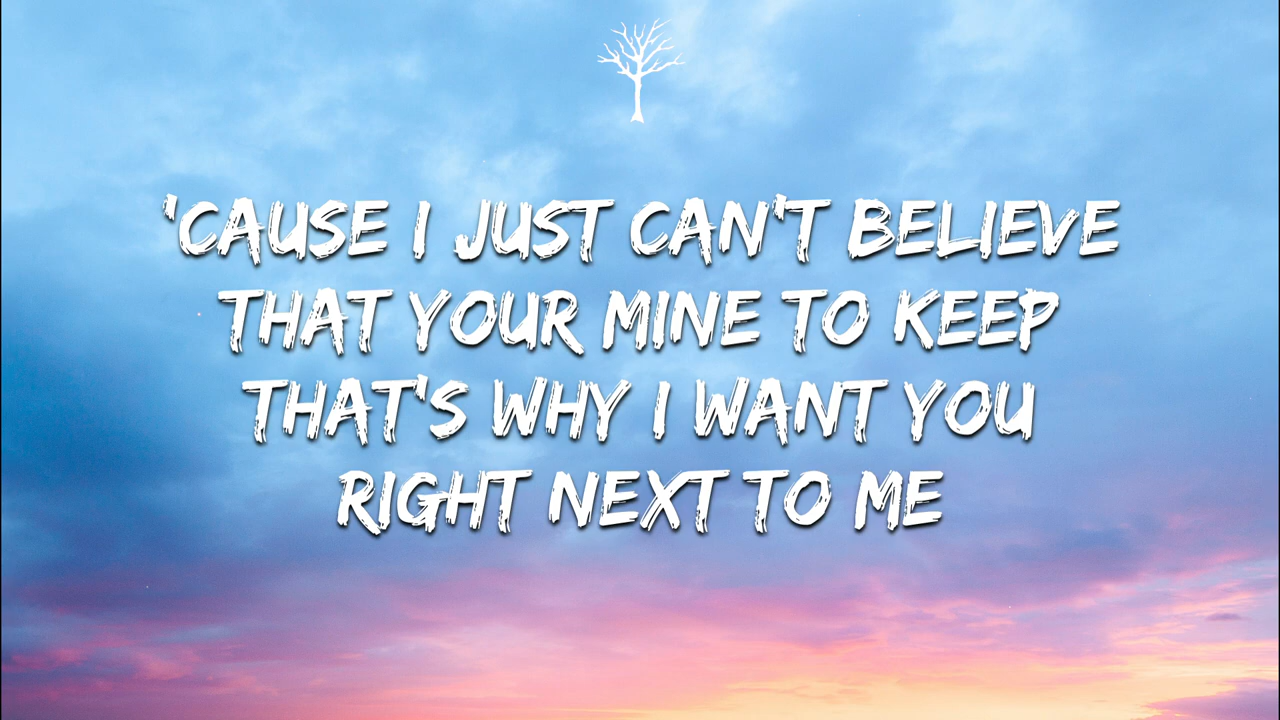 'CAUSE I JUST CAN'T BELIEVE
THAT YOUR MINE TO KEEP
THAT'S WHY I WANT YOU
RIGHT NEXT TO ME